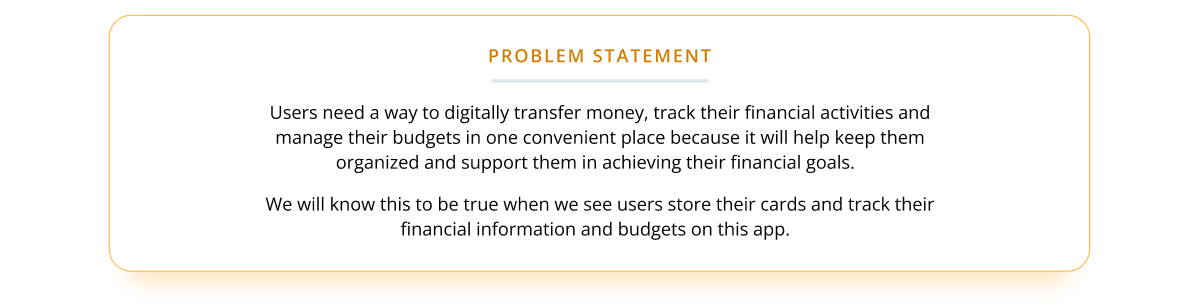 PROBLEM STATEMENT
Users need a way to digitally transfer money, track their financial activities and
manage their budgets in one convenient place because it will help keep them
organized and support them in achieving their financial goals.
We will know this to be true when we see users store their cards and track their
financial information and budgets on this app.